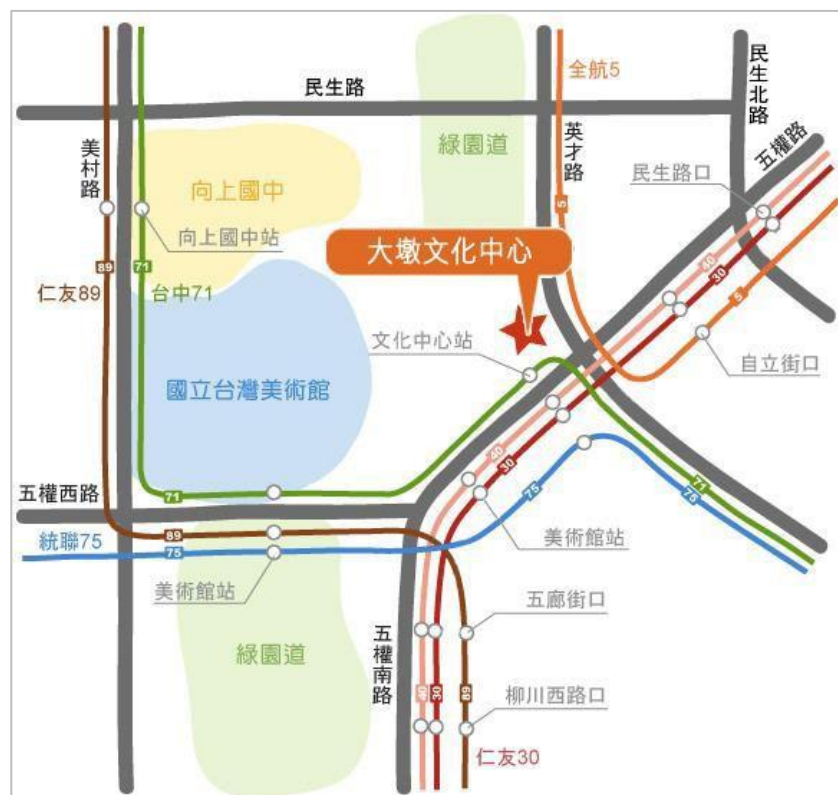 全航5
民生路
民生北路
美村路
綠園道
英才路
五權路
民生路口
向上國中
5
向上國中站
大墩文化中心
40
30
89
71
仁友89
台中71
5
文化中心站
自立街口
國立台灣美術館
40
30
71
五權西路
71
75
75
89
統聯75
75
美術館站
美術館站
五廊街口
綠園道
五權南路
40
30
89
柳川西路口
仁友30